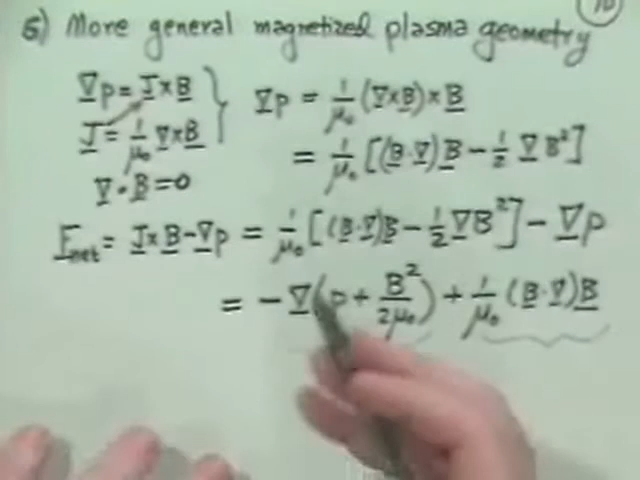 5) More general magnetized plasma geometry
10
∇p = J×B } ∇p = 1/μ₀ (∇×B)×B
J = 1/μ₀ ∇×B = 1/μ₀ [(B·∇)B − ½ ∇B²]
∇·B = 0
F_net = J×B − ∇p = 1/μ₀ [(B·∇)B − ½ ∇B²] − ∇p
= −∇(p + B²/2μ₀) + 1/μ₀ (B·∇)B